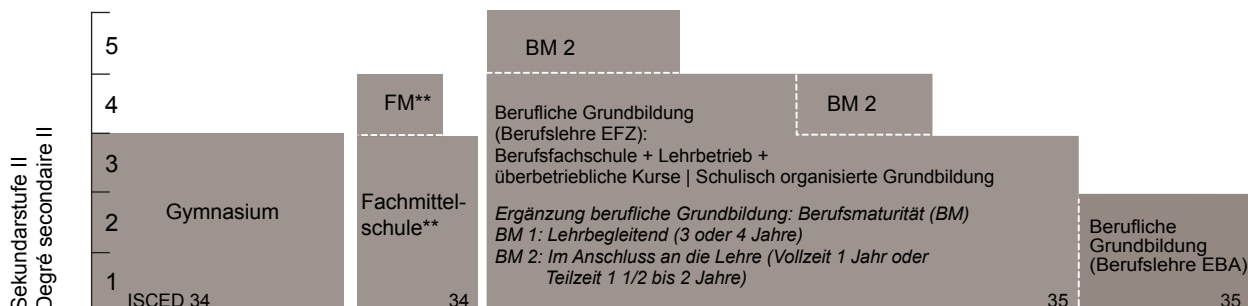 Sekundarstufe II
Degré secondaire II
5
4
3
2
1
Gymnasium
ISCED 34
FM**
Fachmittel-
schule**
34
BM 2
BM 2
Berufliche Grundbildung
(Berufslehre EFZ):
Berufsfachschule + Lehrbetrieb +
überbetriebliche Kurse | Schulisch organisierte Grundbildung
Ergänzung berufliche Grundbildung: Berufsmaturität (BM)
BM 1: Lehrbegleitend (3 oder 4 Jahre)
BM 2: Im Anschluss an die Lehre (Vollzeit 1 Jahr oder
Teilzeit 1 1/2 bis 2 Jahre)
35
Berufliche
Grundbildung
(Berufslehre EBA)
35